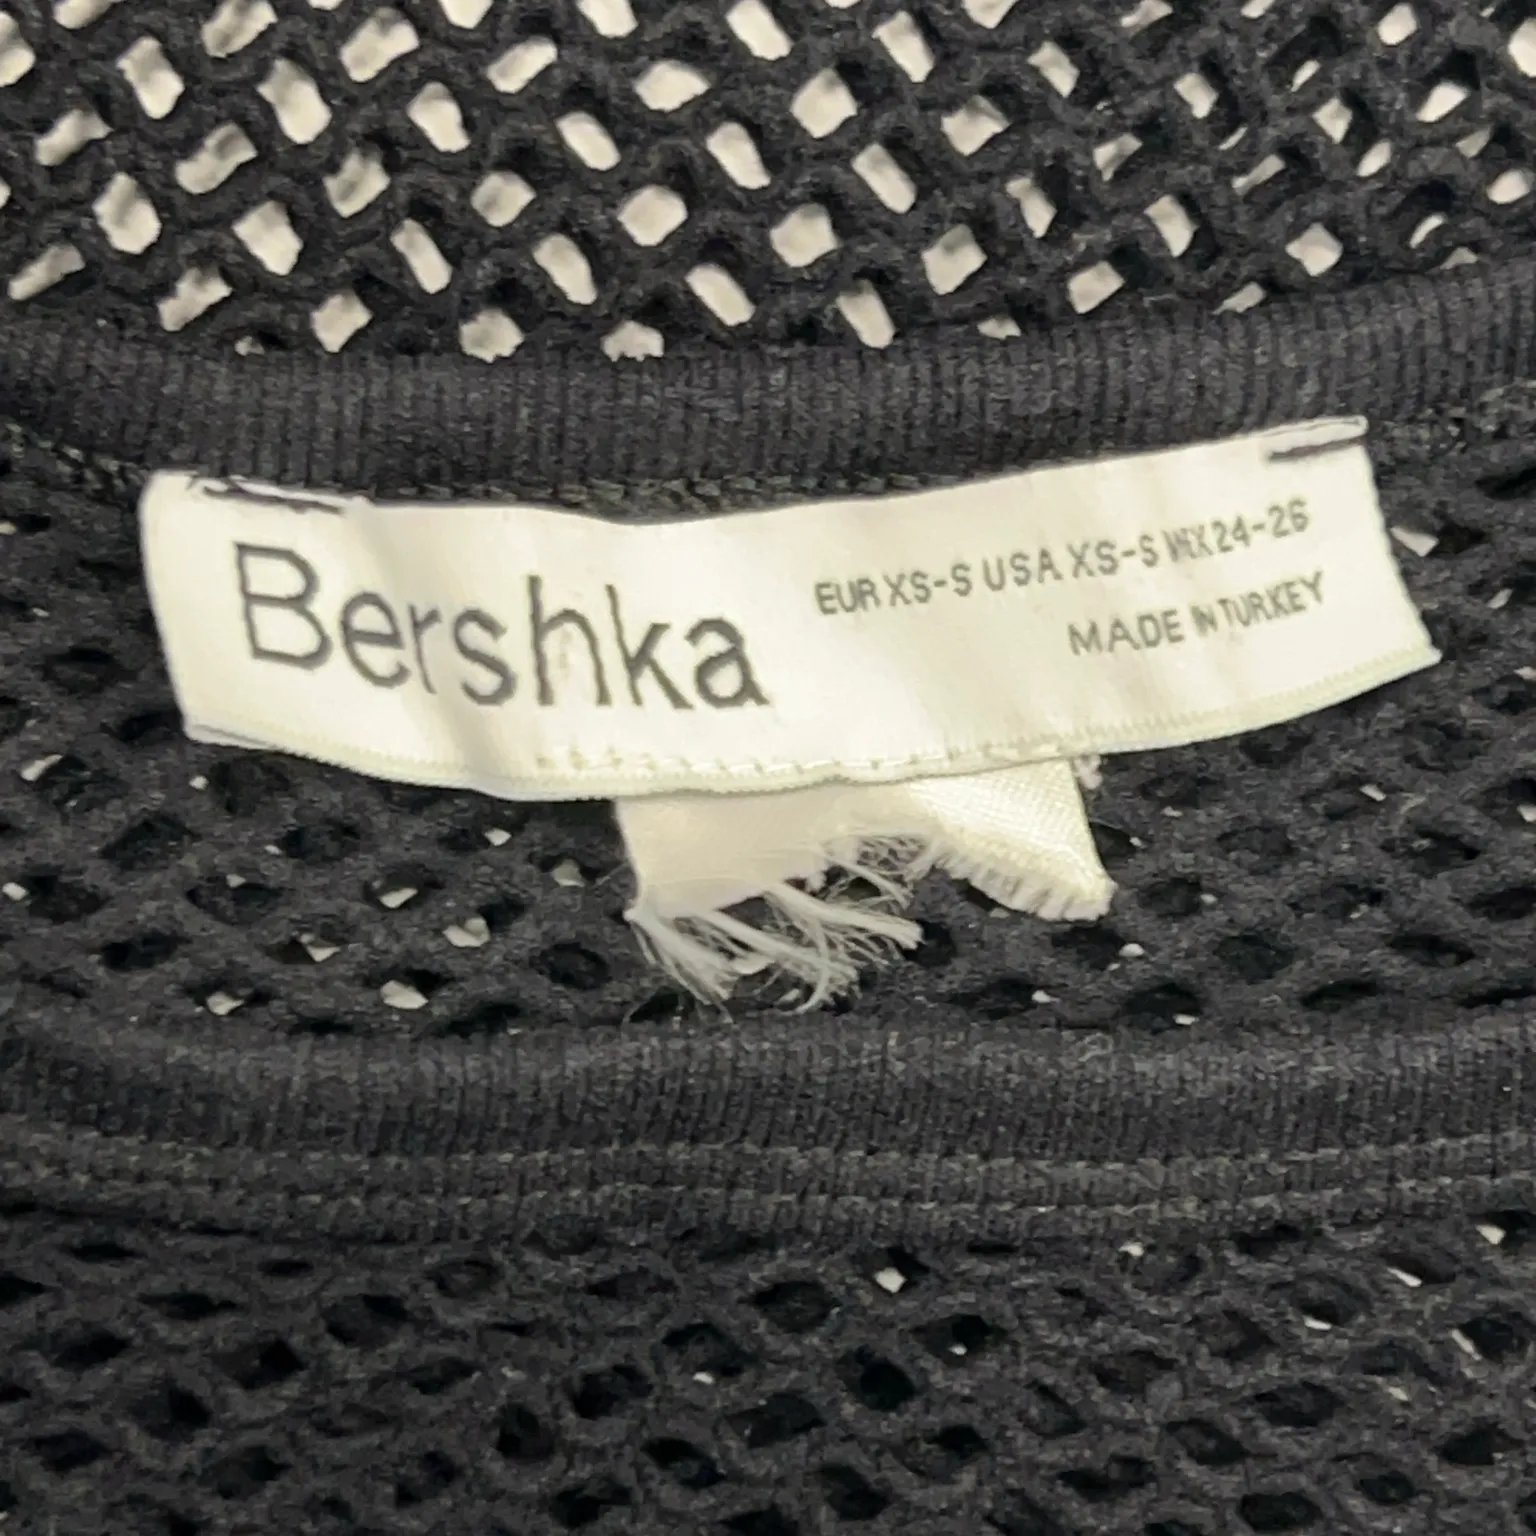 Bershka
EUR XS-S USA XS-S MX 24-26
MADE IN TURKEY